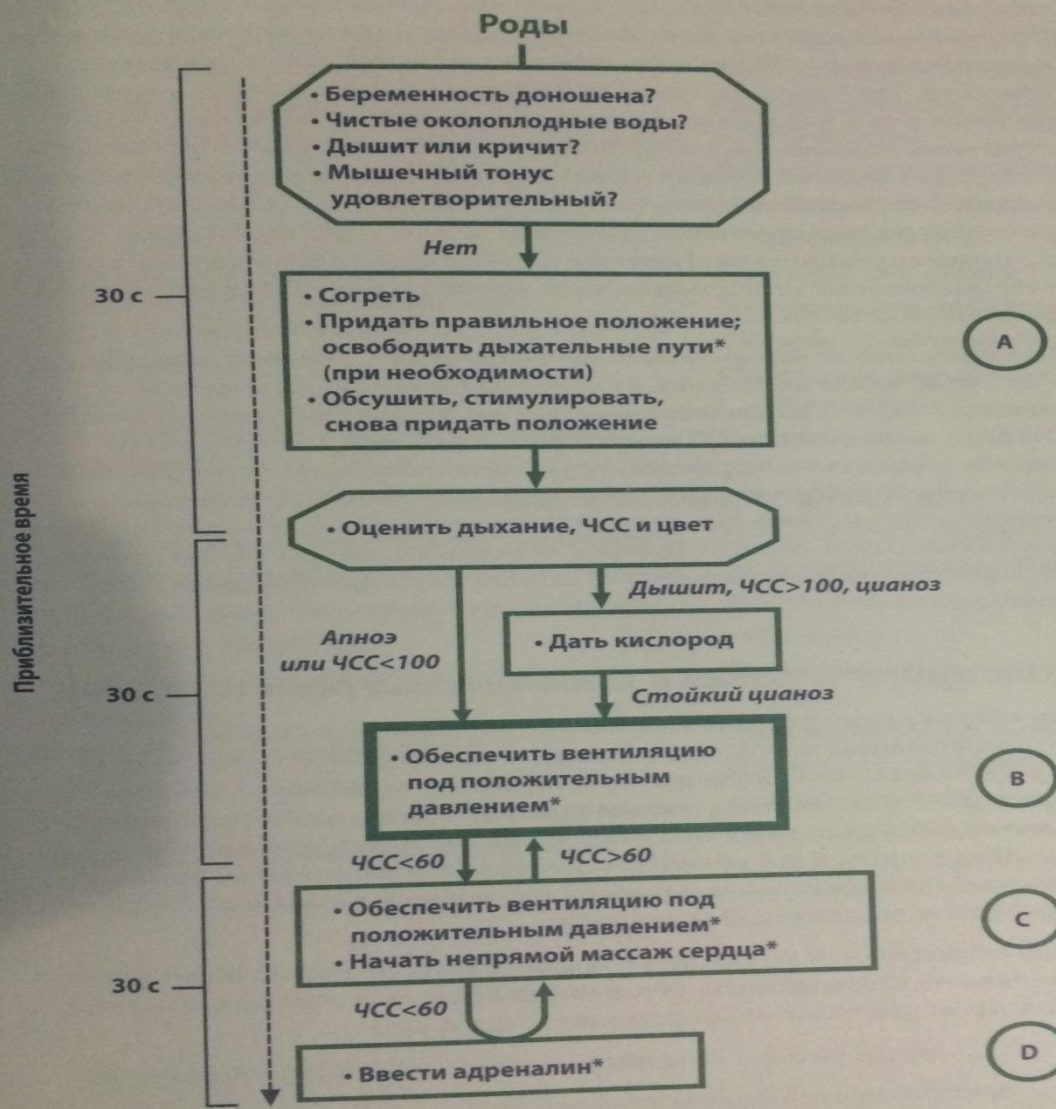 Роды
• Беременность доношена?
• Чистые околоплодные воды?
• Дышит или кричит?
• Мышечный тонус
удовлетворительный?
Нет
30 с
• Согреть
• Придать правильное положение;
освободить дыхательные пути*
(при необходимости)
• Обсушить, стимулировать,
снова придать положение
A
Приблизительное время
• Оценить дыхание, ЧСС и цвет
Дышит, ЧСС>100, цианоз
Апноэ
или ЧСС<100
• Дать кислород
30 с
Стойкий цианоз
• Обеспечить вентиляцию
под положительным
давлением*
B
ЧСС<60
ЧСС>60
• Обеспечить вентиляцию под
положительным давлением*
• Начать непрямой массаж сердца*
C
30 с
ЧСС<60
• Ввести адреналин*
D